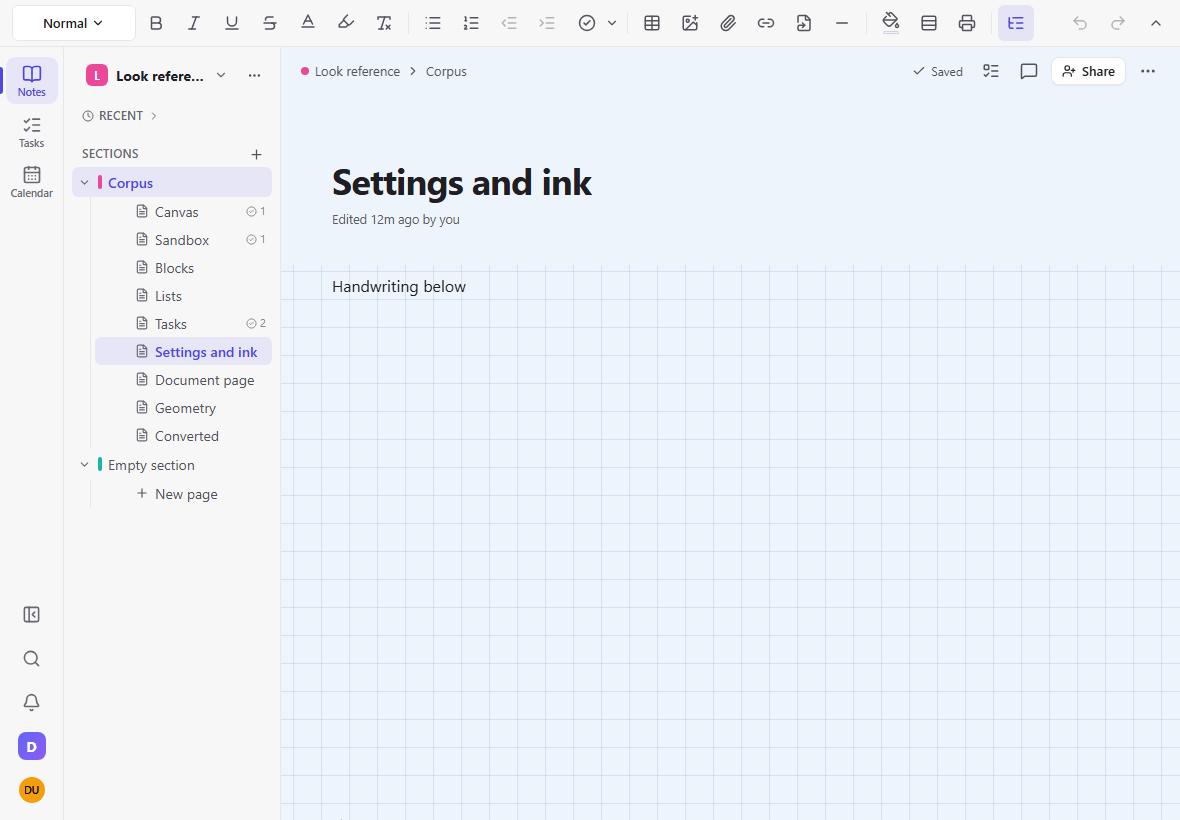 Normal
Notes
Tasks
Calendar
D
DU
L Look refere...
RECENT
SECTIONS
Corpus
Canvas 1
Sandbox 1
Blocks
Lists
Tasks 2
Settings and ink
Document page
Geometry
Converted
Empty section
New page
Look reference > Corpus
Saved
Share
Settings and ink
Edited 12m ago by you
Handwriting below